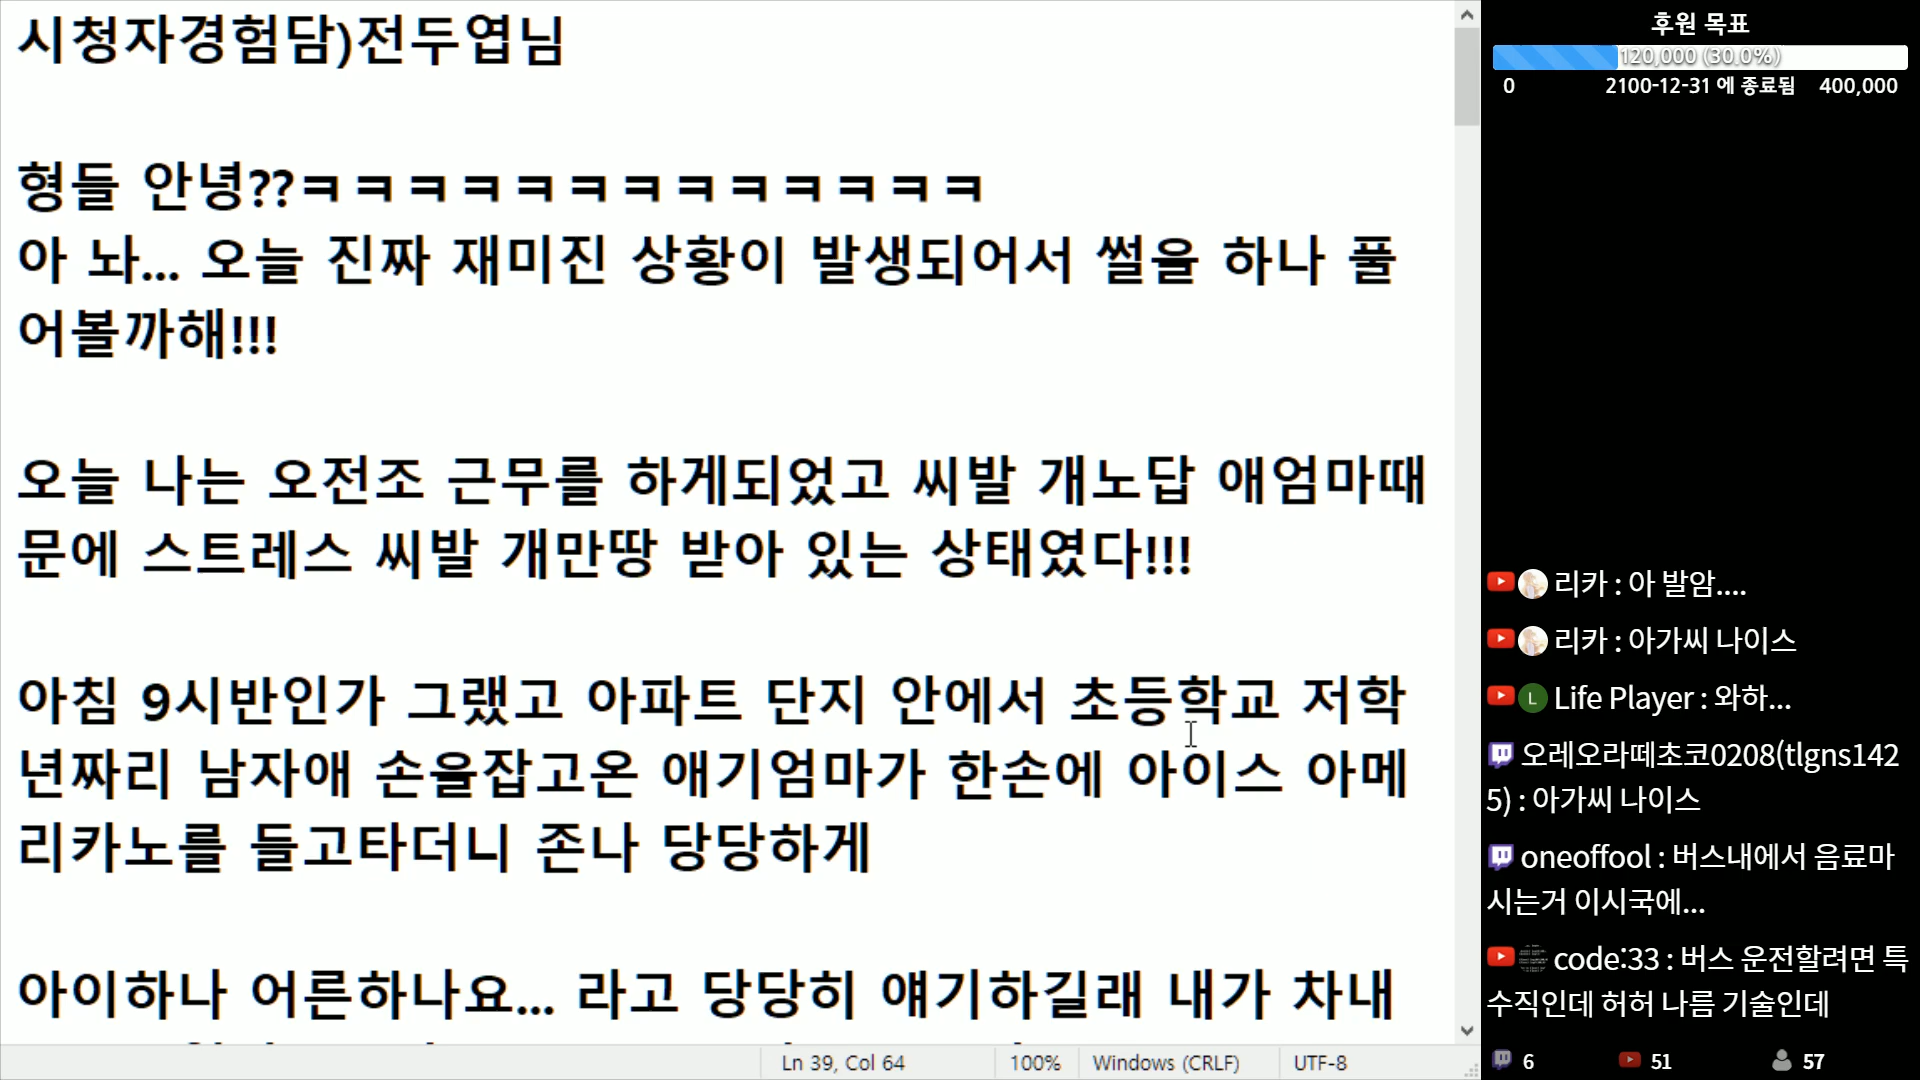 시청자경험담)전두엽님
형들 안녕??ㅋㅋㅋㅋㅋㅋㅋㅋㅋㅋㅋㅋㅋ
아 놔... 오늘 진짜 재미진 상황이 발생되어서 썰을 하나 풀
어볼까해!!!
오늘 나는 오전조 근무를 하게되었고 씨발 개노답 애엄마때
문에 스트레스 씨발 개만땅 받아 있는 상태였다!!!
아침 9시반인가 그랬고 아파트 단지 안에서 초등학교 저학
년짜리 남자애 손을잡고온 애기엄마가 한손에 아이스 아메
리카노를 들고타더니 존나 당당하게
아이하나 어른하나요... 라고 당당히 얘기하길래 내가 차내
Ln 39, Col 64
100%
Windows (CRLF)
UTF-8
후원 목표
120,000 (30.0%)
0 2100-12-31 에 종료됨 400,000
리카 : 아 발암....
리카 : 아가씨 나이스
L Life Player : 와하...
오레오라떼초코0208(tlgns142
5) : 아가씨 나이스
oneoffool : 버스내에서 음료마
시는거 이시국에...
code:33 : 버스 운전할려면 특
수직인데 허허 나름 기술인데
6 51 57